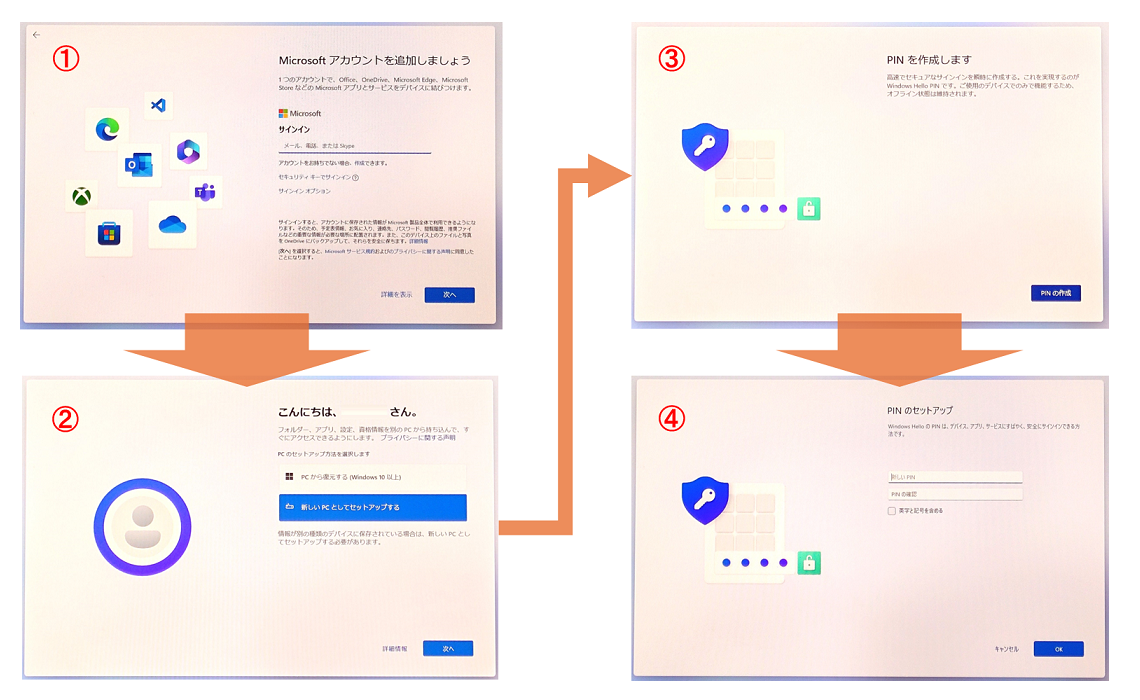 ①
Microsoft アカウントを追加しましょう
1 つのアカウントで、Office、OneDrive、Microsoft Edge、Microsoft
Store などの Microsoft アプリとサービスをデバイスに結びつけます。
Microsoft
サインイン
メール、電話、または Skype
アカウントをお持ちでない場合、作成できます。
セキュリティ キーでサインイン
サインイン オプション
サインインすると、アカウントに保存された情報が Microsoft 製品全体で利用できるようにな
ります。そのため、予定表情報、お気に入り、連絡先、パスワード、閲覧履歴、推奨ファイ
ルなどの重要な情報が必要な場所に配置されます。また、このデバイス上のファイルと写真
を OneDrive にバックアップして、それらを安全に保ちます。詳細情報
[次へ] を選択すると、Microsoft サービス規約およびのプライバシーに関する声明に同意した
ことになります。
詳細を表示
次へ
②
こんにちは、 さん。
フォルダー、アプリ、設定、資格情報を別の PC から持ち込んで、す
ぐにアクセスできるようにします。 プライバシーに関する声明
PC のセットアップ方法を選択します
PC から復元する (Windows 10 以上)
新しい PC としてセットアップする
情報が別の種類のデバイスに保存されている場合は、新しい PC とし
てセットアップする必要があります。
詳細情報
次へ
③
PIN を作成します
高速でセキュアなサインインを瞬時に作成する。これを実現するのが
Windows Hello PIN です。ご使用のデバイスでのみで機能するため、
オフライン状態は維持されます。
PIN の作成
④
PIN のセットアップ
Windows Hello の PIN は、デバイス、アプリ、サービスにすばやく、安全にサインインできる方
法です。
新しい PIN
PIN の確認
英字と記号を含める
キャンセル
OK